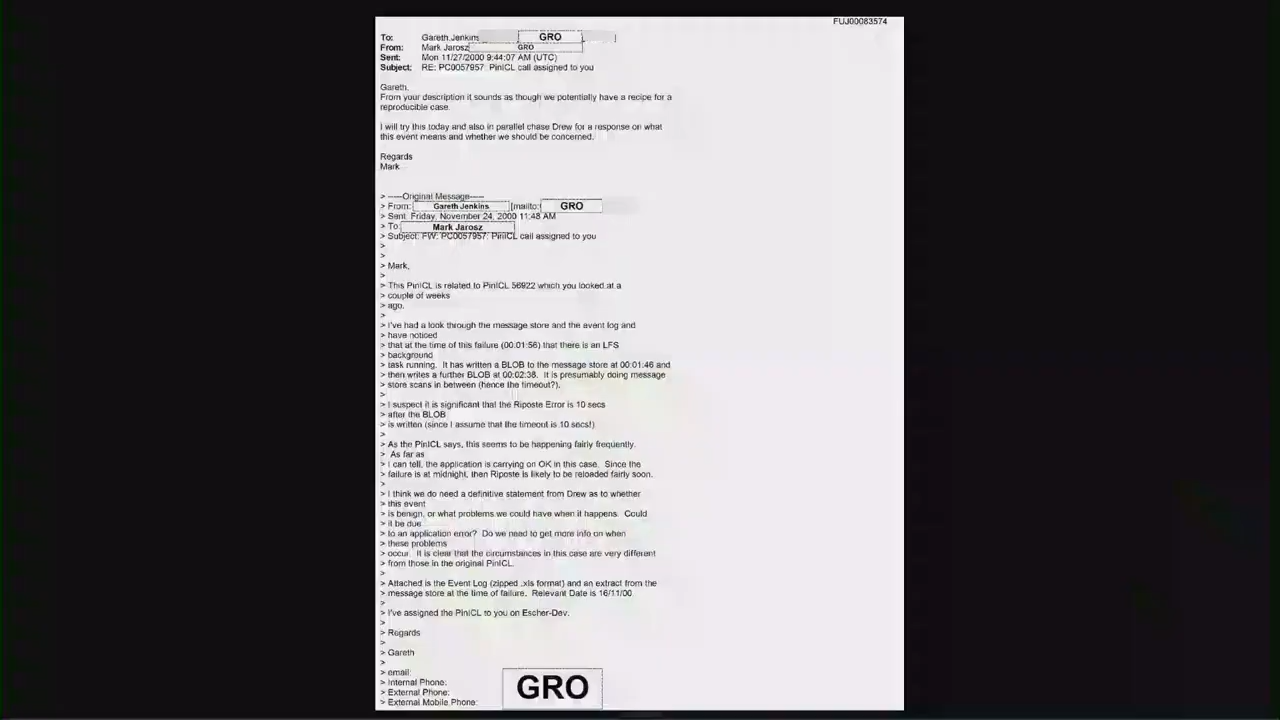 FUJ00083574
To: Gareth Jenkins GRO ]
From: Mark Jarosz GRO
Sent: Mon 11/27/2000 9:44:07 AM (UTC)
Subject: RE: PC0057957: PinICL call assigned to you
Gareth,
From your description it sounds as though we potentially have a recipe for a
reproducible case.
I will try this today and also in parallel chase Drew for a response on what
this event means and whether we should be concerned.
Regards
Mark
> -----Original Message-----
> From: Gareth Jenkins [mailto: GRO
> Sent: Friday, November 24, 2000 11:48 AM
> To: Mark Jarosz
> Subject: FW: PC0057957: PinICL call assigned to you
>
>
> Mark,
>
> This PinICL is related to PinICL 56922 which you looked at a
> couple of weeks
> ago.
>
> I've had a look through the message store and the event log and
> have noticed
> that at the time of this failure (00:01:56) that there is an LFS
> background
> task running. It has written a BLOB to the message store at 00:01:46 and
> then writes a further BLOB at 00:02:38. It is presumably doing message
> store scans in between (hence the timeout?).
>
> I suspect it is significant that the Riposte Error is 10 secs
> after the BLOB
> is written (since I assume that the timeout is 10 secs!)
>
> As the PinICL says, this seems to be happening fairly frequently.
> As far as
> I can tell, the application is carrying on OK in this case. Since the
> failure is at midnight, then Riposte is likely to be reloaded fairly soon.
>
> I think we do need a definitive statement from Drew as to whether
> this event
> is benign, or what problems we could have when it happens. Could
> it be due
> to an application error? Do we need to get more info on when
> these problems
> occur. It is clear that the circumstances in this case are very different
> from those in the original PinICL.
>
> Attached is the Event Log (zipped .xls format) and an extract from the
> message store at the time of failure. Relevant Date is 16/11/00.
>
> I've assigned the PinICL to you on Escher-Dev.
>
> Regards
>
> Gareth
>
> email:
> Internal Phone:
> External Phone: GRO
> External Mobile Phone: